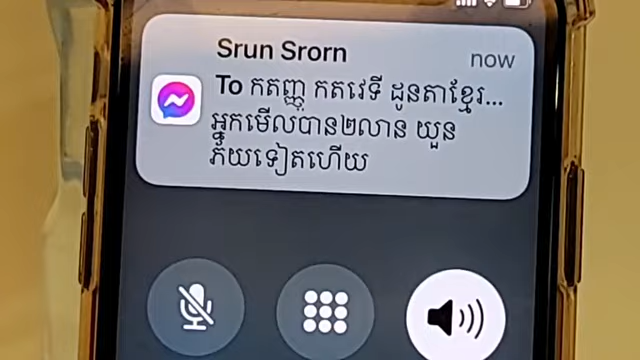 Srun Srorn
now
To កតញ្ញូ កតវេទី ដូនតាខ្មែរ...
អ្នកមើលបាន២លាន យួន
ភ័យទៀតហើយ